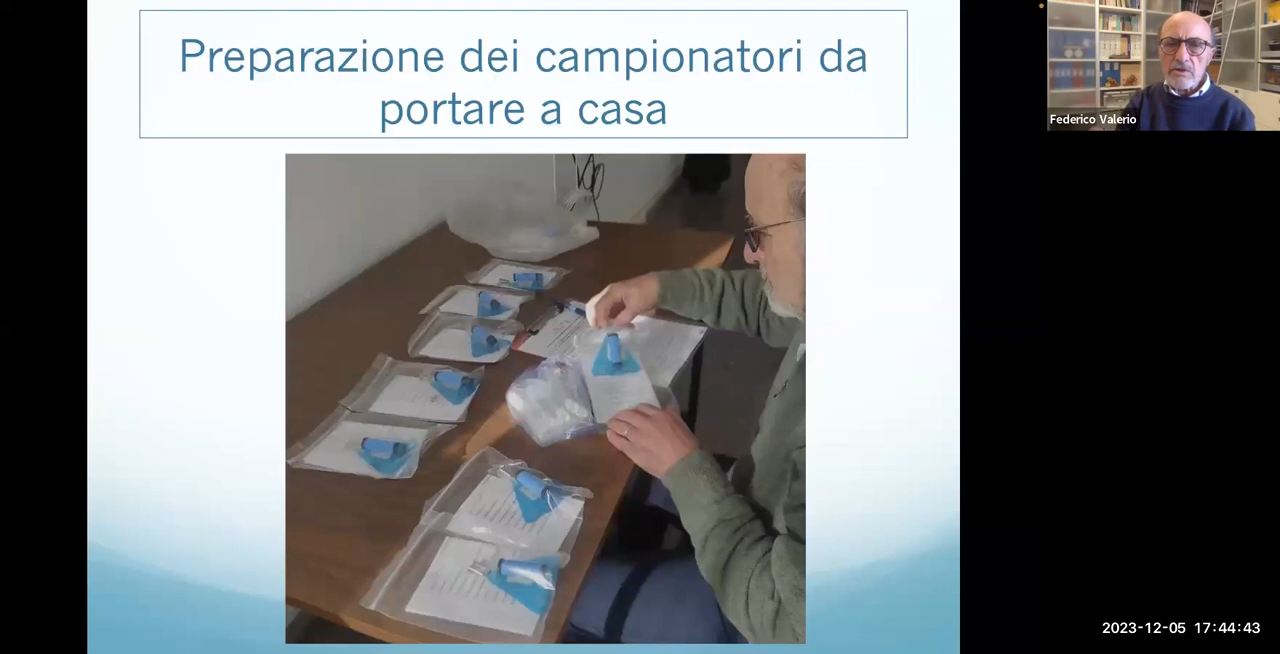 Preparazione dei campionatori da
portare a casa
Federico Valerio
2023-12-05 17:44:43